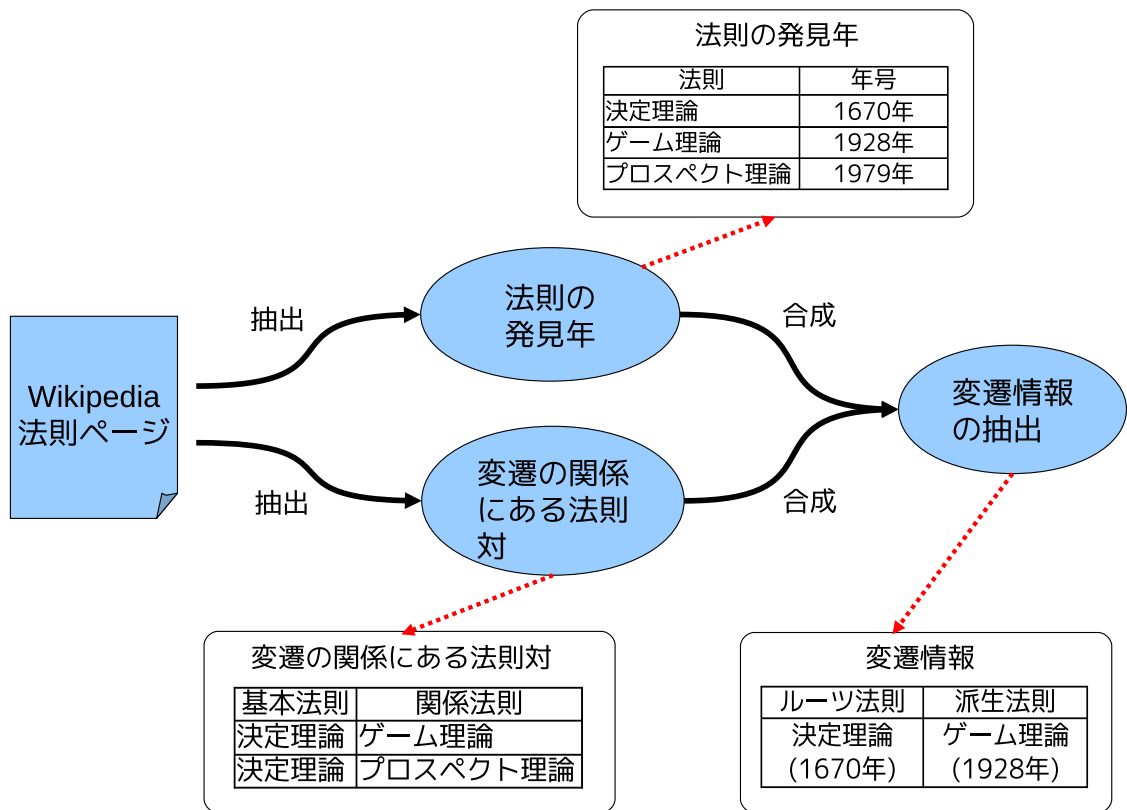 法則の発見年
法則 年号
決定理論 1670年
ゲーム理論 1928年
プロスペクト理論 1979年
抽出
法則の
発見年
合成
Wikipedia
法則ページ
変遷情報
の抽出
抽出
変遷の関係
にある法則
対
合成
変遷の関係にある法則対
基本法則 関係法則
決定理論 ゲーム理論
決定理論 プロスペクト理論
変遷情報
ルーツ法則 派生法則
決定理論 ゲーム理論
(1670年) (1928年)